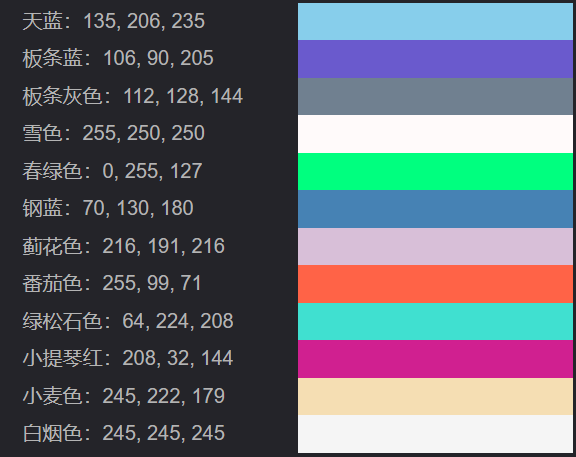 天蓝：135, 206, 235
板条蓝：106, 90, 205
板条灰色：112, 128, 144
雪色：255, 250, 250
春绿色：0, 255, 127
钢蓝：70, 130, 180
蓟花色：216, 191, 216
番茄色：255, 99, 71
绿松石色：64, 224, 208
小提琴红：208, 32, 144
小麦色：245, 222, 179
白烟色：245, 245, 245